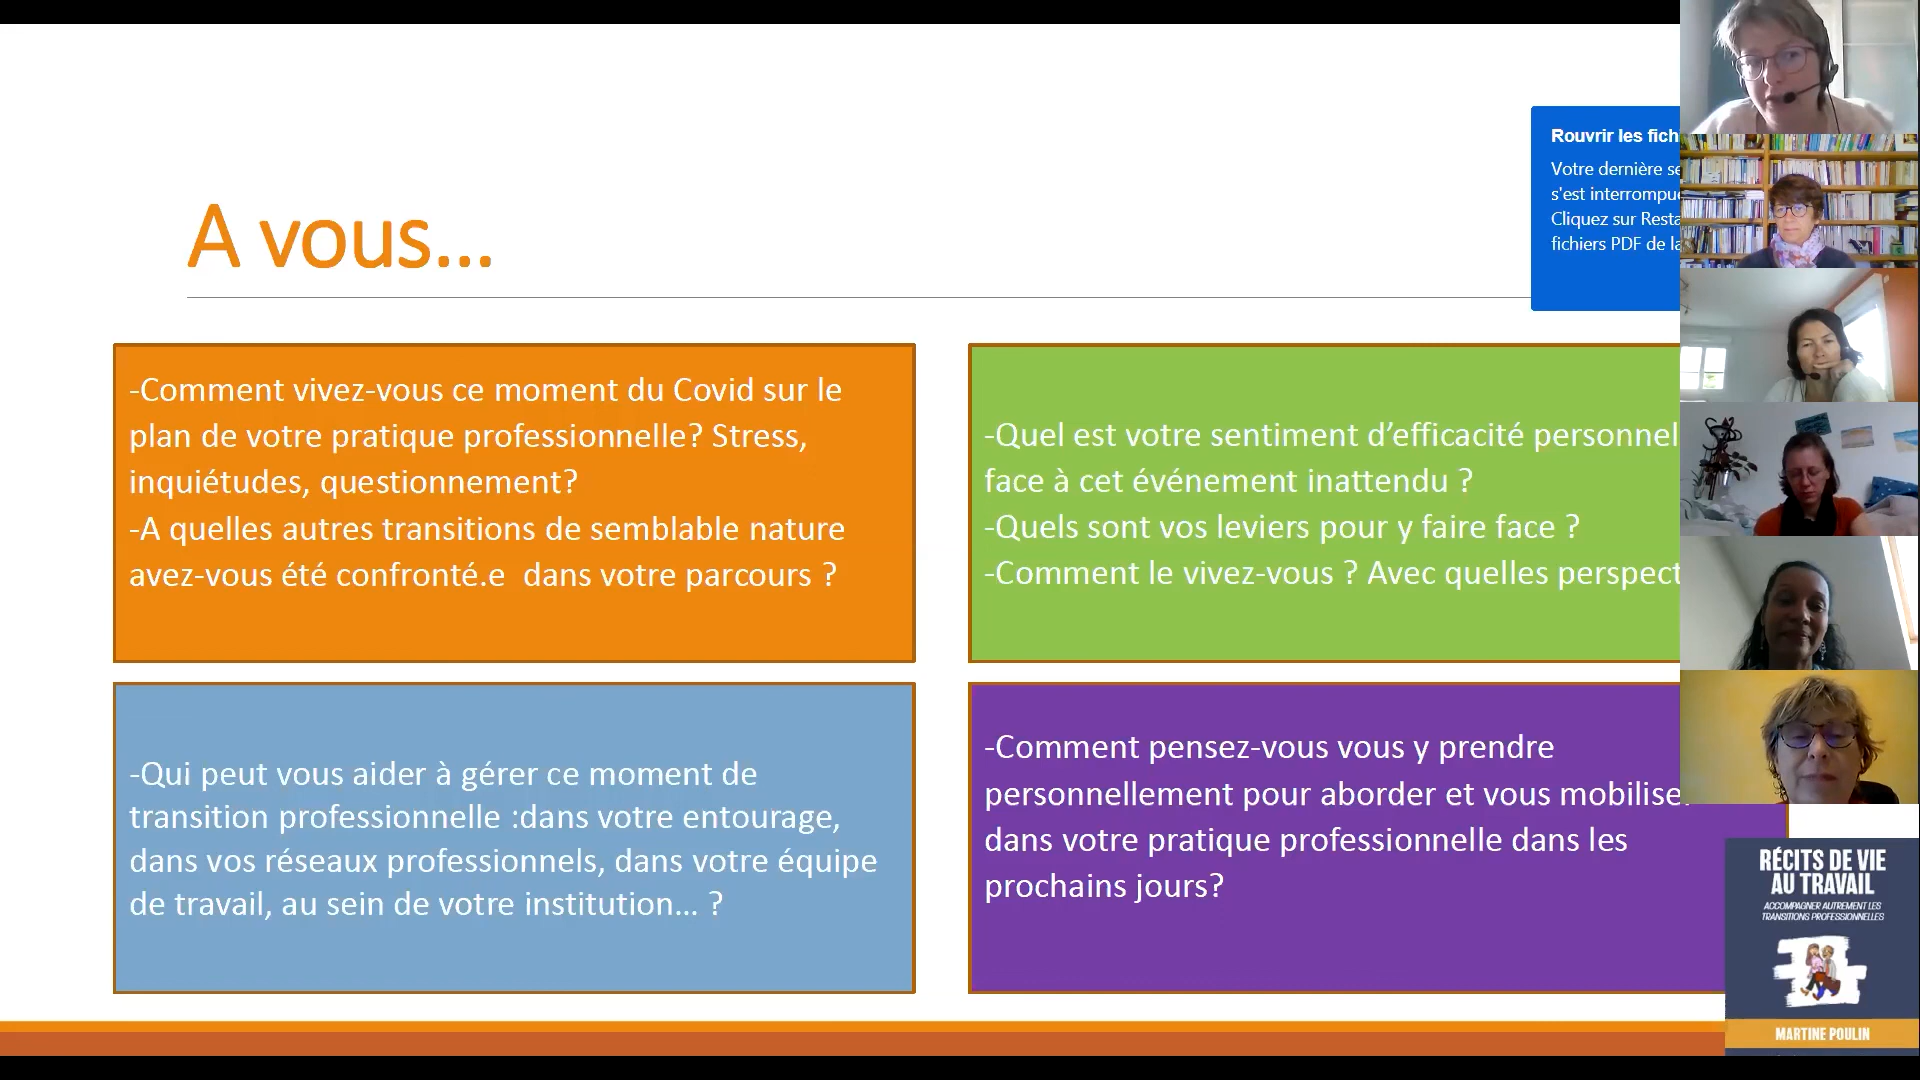 A vous...
Rouvrir les fich
Votre dernière se
s'est interrompue
Cliquez sur Resta
fichiers PDF de la
-Comment vivez-vous ce moment du Covid sur le
plan de votre pratique professionnelle? Stress,
inquiétudes, questionnement?
-A quelles autres transitions de semblable nature
avez-vous été confronté.e dans votre parcours ?
-Quel est votre sentiment d’efficacité personnel
face à cet événement inattendu ?
-Quels sont vos leviers pour y faire face ?
-Comment le vivez-vous ? Avec quelles perspect
-Qui peut vous aider à gérer ce moment de
transition professionnelle :dans votre entourage,
dans vos réseaux professionnels, dans votre équipe
de travail, au sein de votre institution... ?
-Comment pensez-vous vous y prendre
personnellement pour aborder et vous mobiliser
dans votre pratique professionnelle dans les
prochains jours?
RÉCITS DE VIE
AU TRAVAIL
ACCOMPAGNER AUTREMENT LES
TRANSITIONS PROFESSIONNELLES
MARTINE POULIN